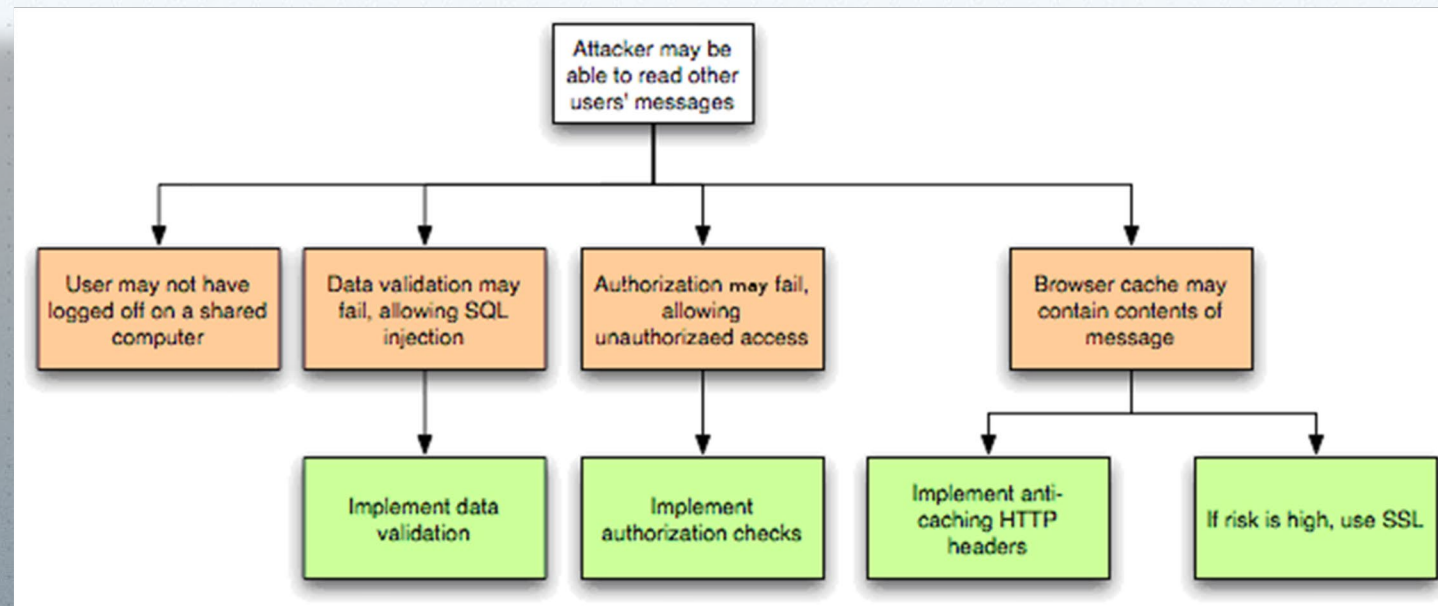 Attacker may be
able to read other
users' messages
User may not have
logged off on a shared
computer
Data validation may
fail, allowing SQL
injection
Authorization may fail,
allowing
unauthorizaed access
Browser cache may
contain contents of
message
Implement data
validation
Implement
authorization checks
Implement anti-
caching HTTP
headers
If risk is high, use SSL